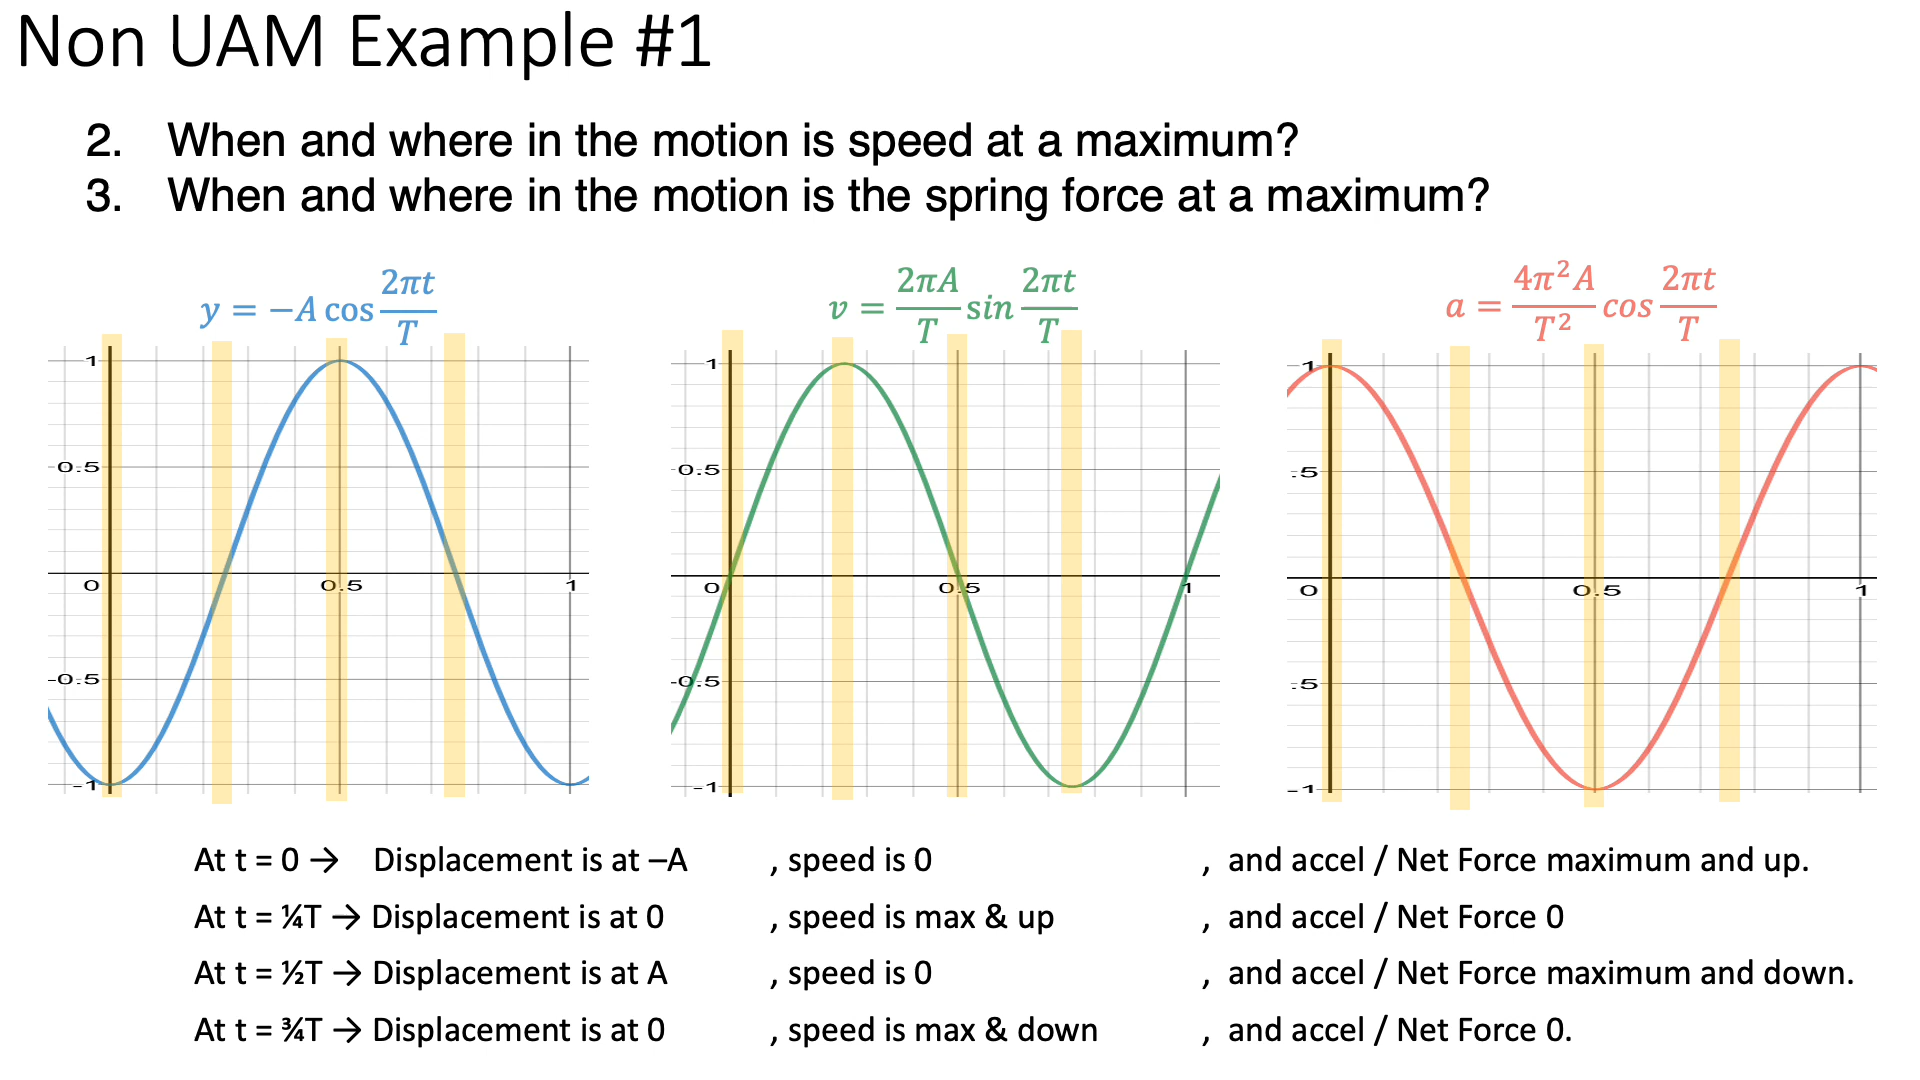 Non UAM Example #1
2. When and where in the motion is speed at a maximum?
3. When and where in the motion is the spring force at a maximum?
y = −A cos 2πt/T
v = 2πA/T sin 2πt/T
a = 4π²A/T² cos 2πt/T
1
0.5
0
0.5
1
-0.5
-1
1
0.5
0
0.5
1
-0.5
-1
1
.5
0
0.5
1
.5
-1
At t = 0 → Displacement is at –A , speed is 0 , and accel / Net Force maximum and up.
At t = ¼T → Displacement is at 0 , speed is max & up , and accel / Net Force 0
At t = ½T → Displacement is at A , speed is 0 , and accel / Net Force maximum and down.
At t = ¾T → Displacement is at 0 , speed is max & down , and accel / Net Force 0.